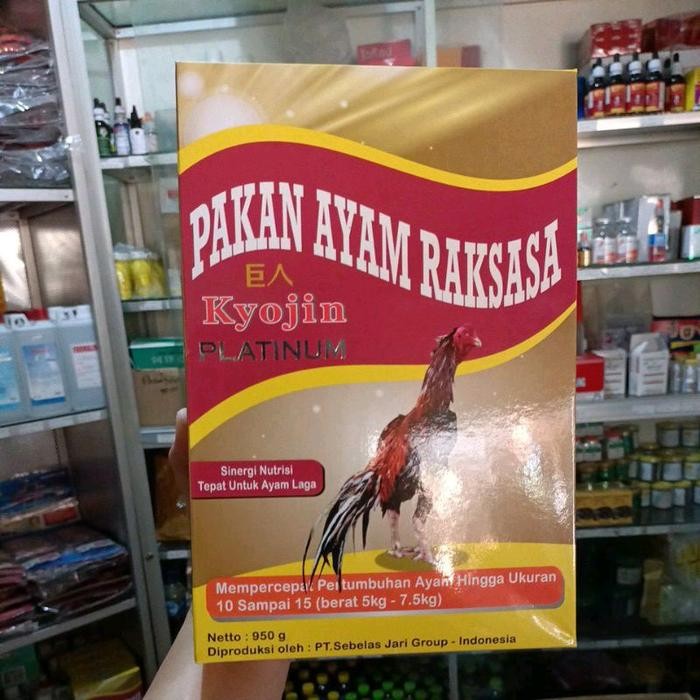 PAKAN AYAM RAKSASA
巨人
Kyojin
PLATINUM
Sinergi Nutrisi
Tepat Untuk Ayam Laga
Mempercepat Pertumbuhan Ayam Hingga Ukuran
10 Sampai 15 (berat 5kg - 7.5kg)
Netto : 950 g
Diproduksi oleh : PT.Sebelas Jari Group - Indonesia